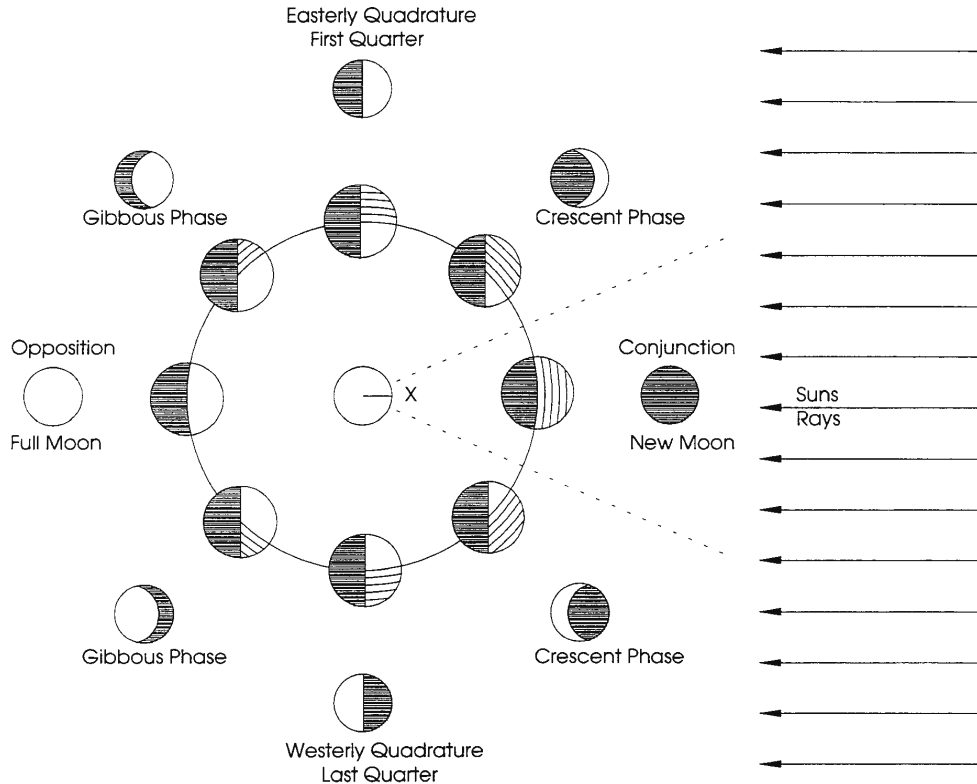 Easterly Quadrature
First Quarter
Gibbous Phase
Crescent Phase
Opposition
Conjunction
X
Suns
Rays
Full Moon
New Moon
Gibbous Phase
Crescent Phase
Westerly Quadrature
Last Quarter